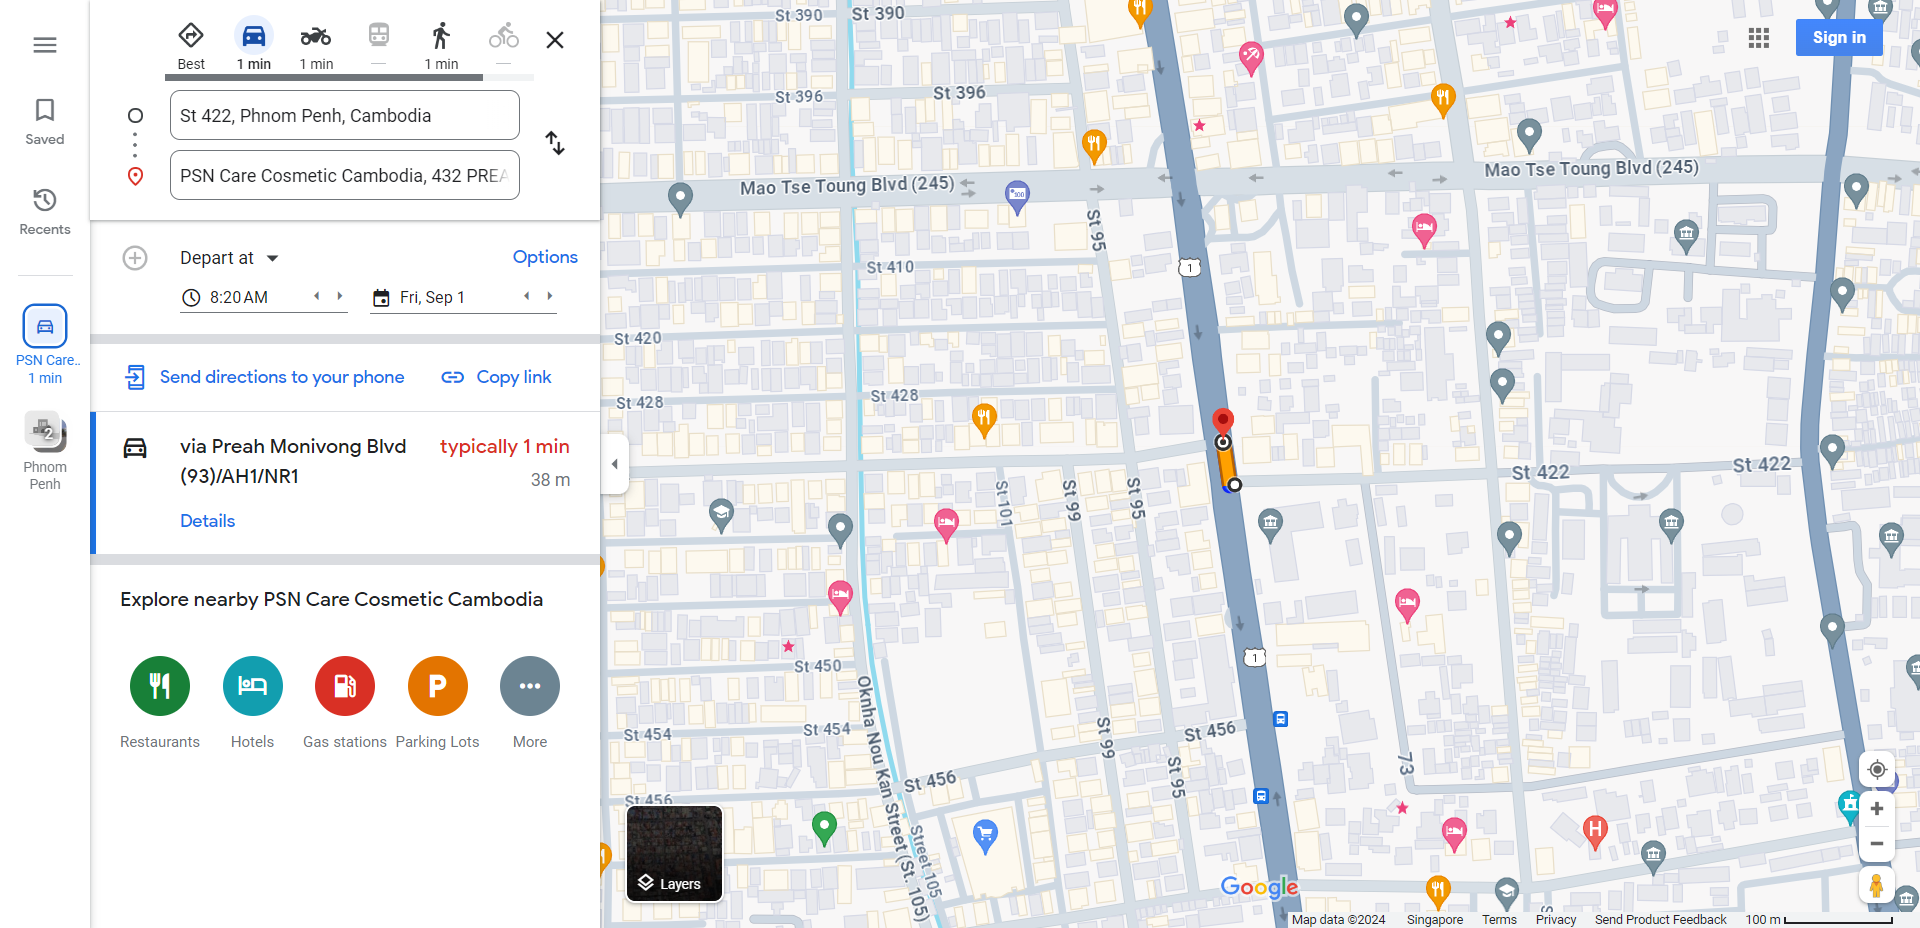 Saved
Recents
PSN Care..
1 min
2
Phnom
Penh
Best
1 min
1 min
—
1 min
—
St 422, Phnom Penh, Cambodia
PSN Care Cosmetic Cambodia, 432 PREA
Depart at
Options
8:20 AM
Fri, Sep 1
Send directions to your phone
Copy link
via Preah Monivong Blvd
(93)/AH1/NR1
typically 1 min
38 m
Details
Explore nearby PSN Care Cosmetic Cambodia
P
Restaurants
Hotels
Gas stations
Parking Lots
More
St 390
St 390
St 396
St 396
Sign in
Mao Tse Toung Blvd (245)
Mao Tse Toung Blvd (245)
St 95
St 410
1
St 420
St 428
St 428
St 422
St 422
St 101
St 99
St 95
1
St 450
Oknha Nou Kan Street (St. 105)
St 454
St 454
St 99
St 456
St 95
73
St 456
St 456
Street 105
H
Layers
Google
Map data ©2024
Singapore
Terms
Privacy
Send Product Feedback
100 m